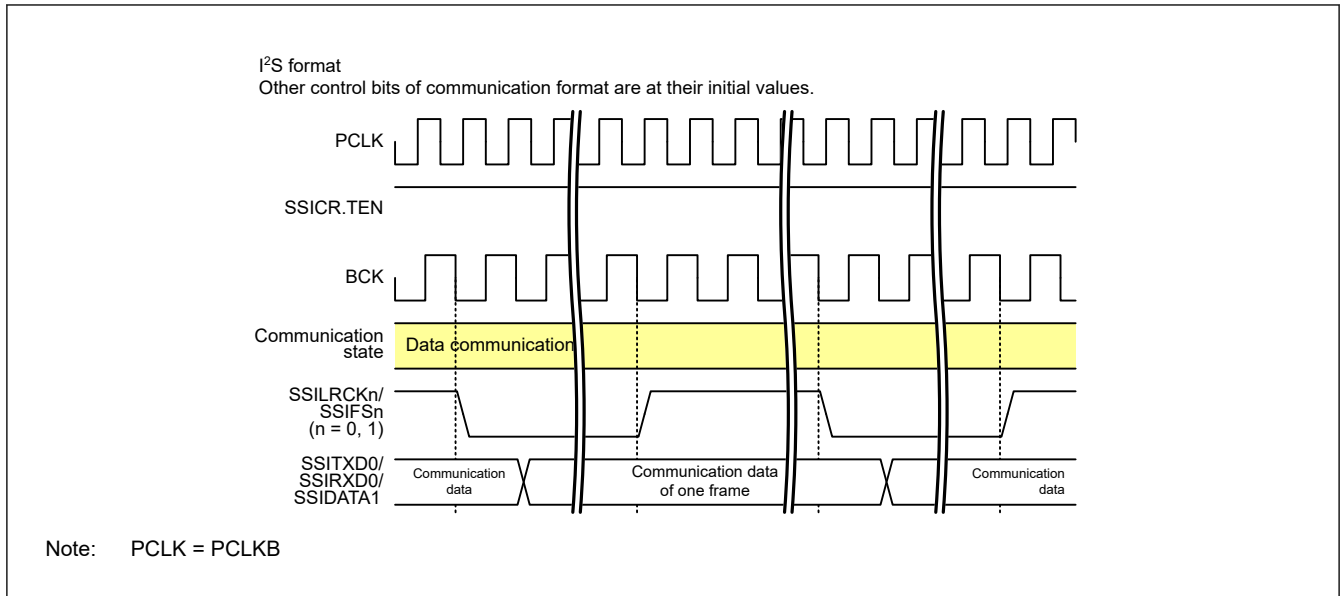 I²S format
Other control bits of communication format are at their initial values.
PCLK
SSICR.TEN
BCK
Communication
state
Data communication
SSILRCKn/
SSIFSn
(n = 0, 1)
SSITXD0/
SSIRXD0/
SSIDATA1
Communication
data
Communication data
of one frame
Communication
data
Note: PCLK = PCLKB